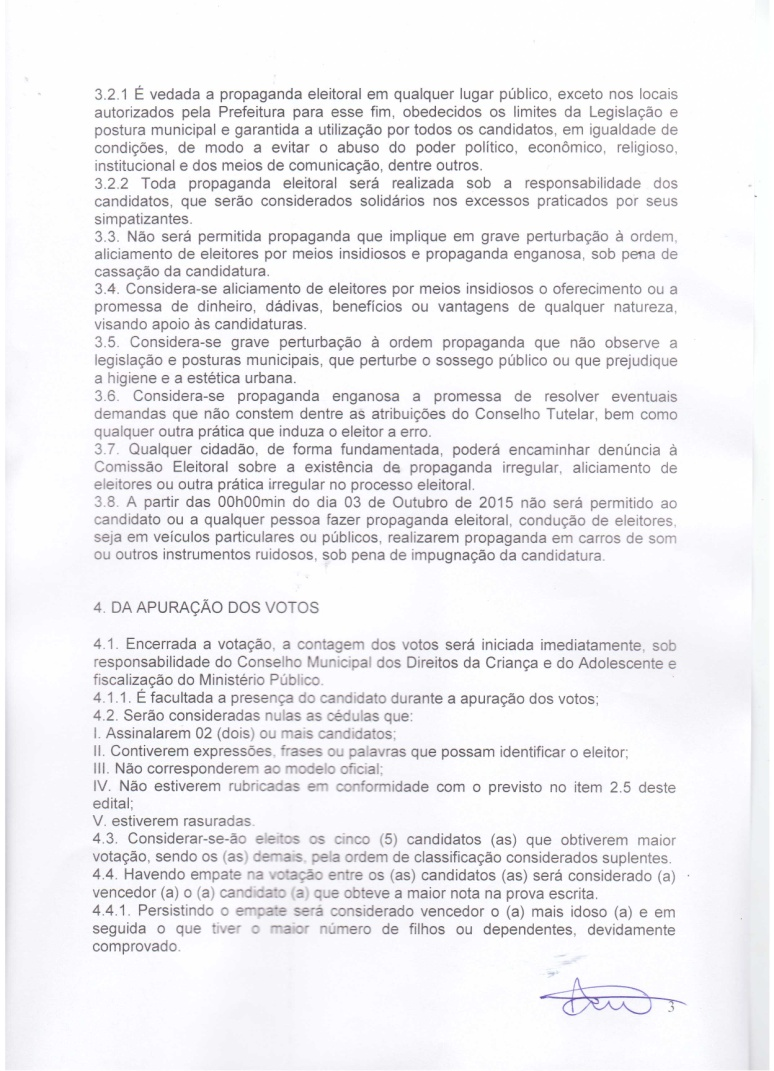 3.2.1 É vedada a propaganda eleitoral em qualquer lugar público, exceto nos locais
autorizados pela Prefeitura para esse fim, obedecidos os limites da Legislação e
postura municipal e garantida a utilização por todos os candidatos, em igualdade de
condições, de modo a evitar o abuso do poder político, econômico, religioso,
institucional e dos meios de comunicação, dentre outros.
3.2.2 Toda propaganda eleitoral será realizada sob a responsabilidade dos
candidatos, que serão considerados solidários nos excessos praticados por seus
simpatizantes.
3.3. Não será permitida propaganda que implique em grave perturbação à ordem,
aliciamento de eleitores por meios insidiosos e propaganda enganosa, sob pena de
cassação da candidatura.
3.4. Considera-se aliciamento de eleitores por meios insidiosos o oferecimento ou a
promessa de dinheiro, dádivas, benefícios ou vantagens de qualquer natureza,
visando apoio às candidaturas.
3.5. Considera-se grave perturbação à ordem propaganda que não observe a
legislação e posturas municipais, que perturbe o sossego público ou que prejudique
a higiene e a estética urbana.
3.6. Considera-se propaganda enganosa a promessa de resolver eventuais
demandas que não constem dentre as atribuições do Conselho Tutelar, bem como
qualquer outra prática que induza o eleitor a erro.
3.7. Qualquer cidadão, de forma fundamentada, poderá encaminhar denúncia à
Comissão Eleitoral sobre a existência de propaganda irregular, aliciamento de
eleitores ou outra prática irregular no processo eleitoral.
3.8. A partir das 00h00min do dia 03 de Outubro de 2015 não será permitido ao
candidato ou a qualquer pessoa fazer propaganda eleitoral, condução de eleitores,
seja em veículos particulares ou públicos, realizarem propaganda em carros de som
ou outros instrumentos ruidosos, sob pena de impugnação da candidatura.
4. DA APURAÇÃO DOS VOTOS
4.1. Encerrada a votação, a contagem dos votos será iniciada imediatamente, sob
responsabilidade do Conselho Municipal dos Direitos da Criança e do Adolescente e
fiscalização do Ministério Público.
4.1.1. É facultada a presença do candidato durante a apuração dos votos;
4.2. Serão consideradas nulas as cédulas que:
I. Assinalarem 02 (dois) ou mais candidatos;
II. Contiverem expressões, frases ou palavras que possam identificar o eleitor;
III. Não corresponderem ao modelo oficial;
IV. Não estiverem rubricadas em conformidade com o previsto no item 2.5 deste
edital;
V. estiverem rasuradas.
4.3. Considerar-se-ão eleitos os cinco (5) candidatos (as) que obtiverem maior
votação, sendo os (as) demais, pela ordem de classificação considerados suplentes.
4.4. Havendo empate na votação entre os (as) candidatos (as) será considerado (a)
vencedor (a) o (a) candidato (a) que obteve a maior nota na prova escrita.
4.4.1. Persistindo o empate será considerado vencedor o (a) mais idoso (a) e em
seguida o que tiver o maior número de filhos ou dependentes, devidamente
comprovado.
3